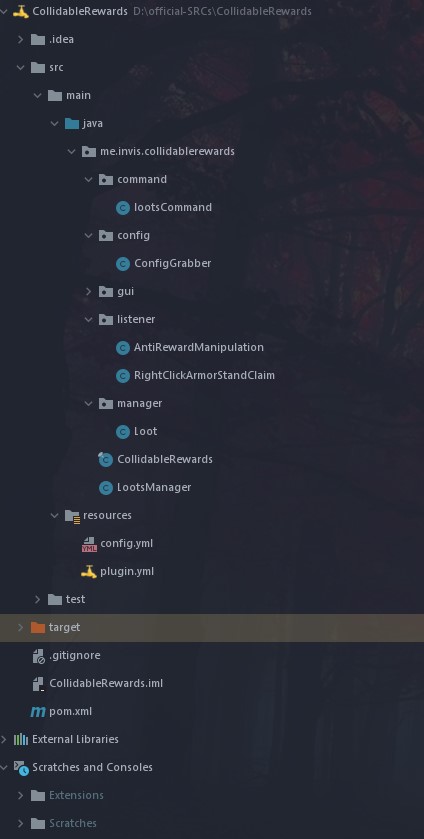 CollidableRewards D:\official-SRCs\CollidableRewards
.idea
src
main
java
me.invis.collidablerewards
command
lootsCommand
config
ConfigGrabber
gui
listener
AntiRewardManipulation
RightClickArmorStandClaim
manager
Loot
CollidableRewards
LootsManager
resources
config.yml
plugin.yml
test
target
.gitignore
CollidableRewards.iml
pom.xml
External Libraries
Scratches and Consoles
Extensions
Scratches